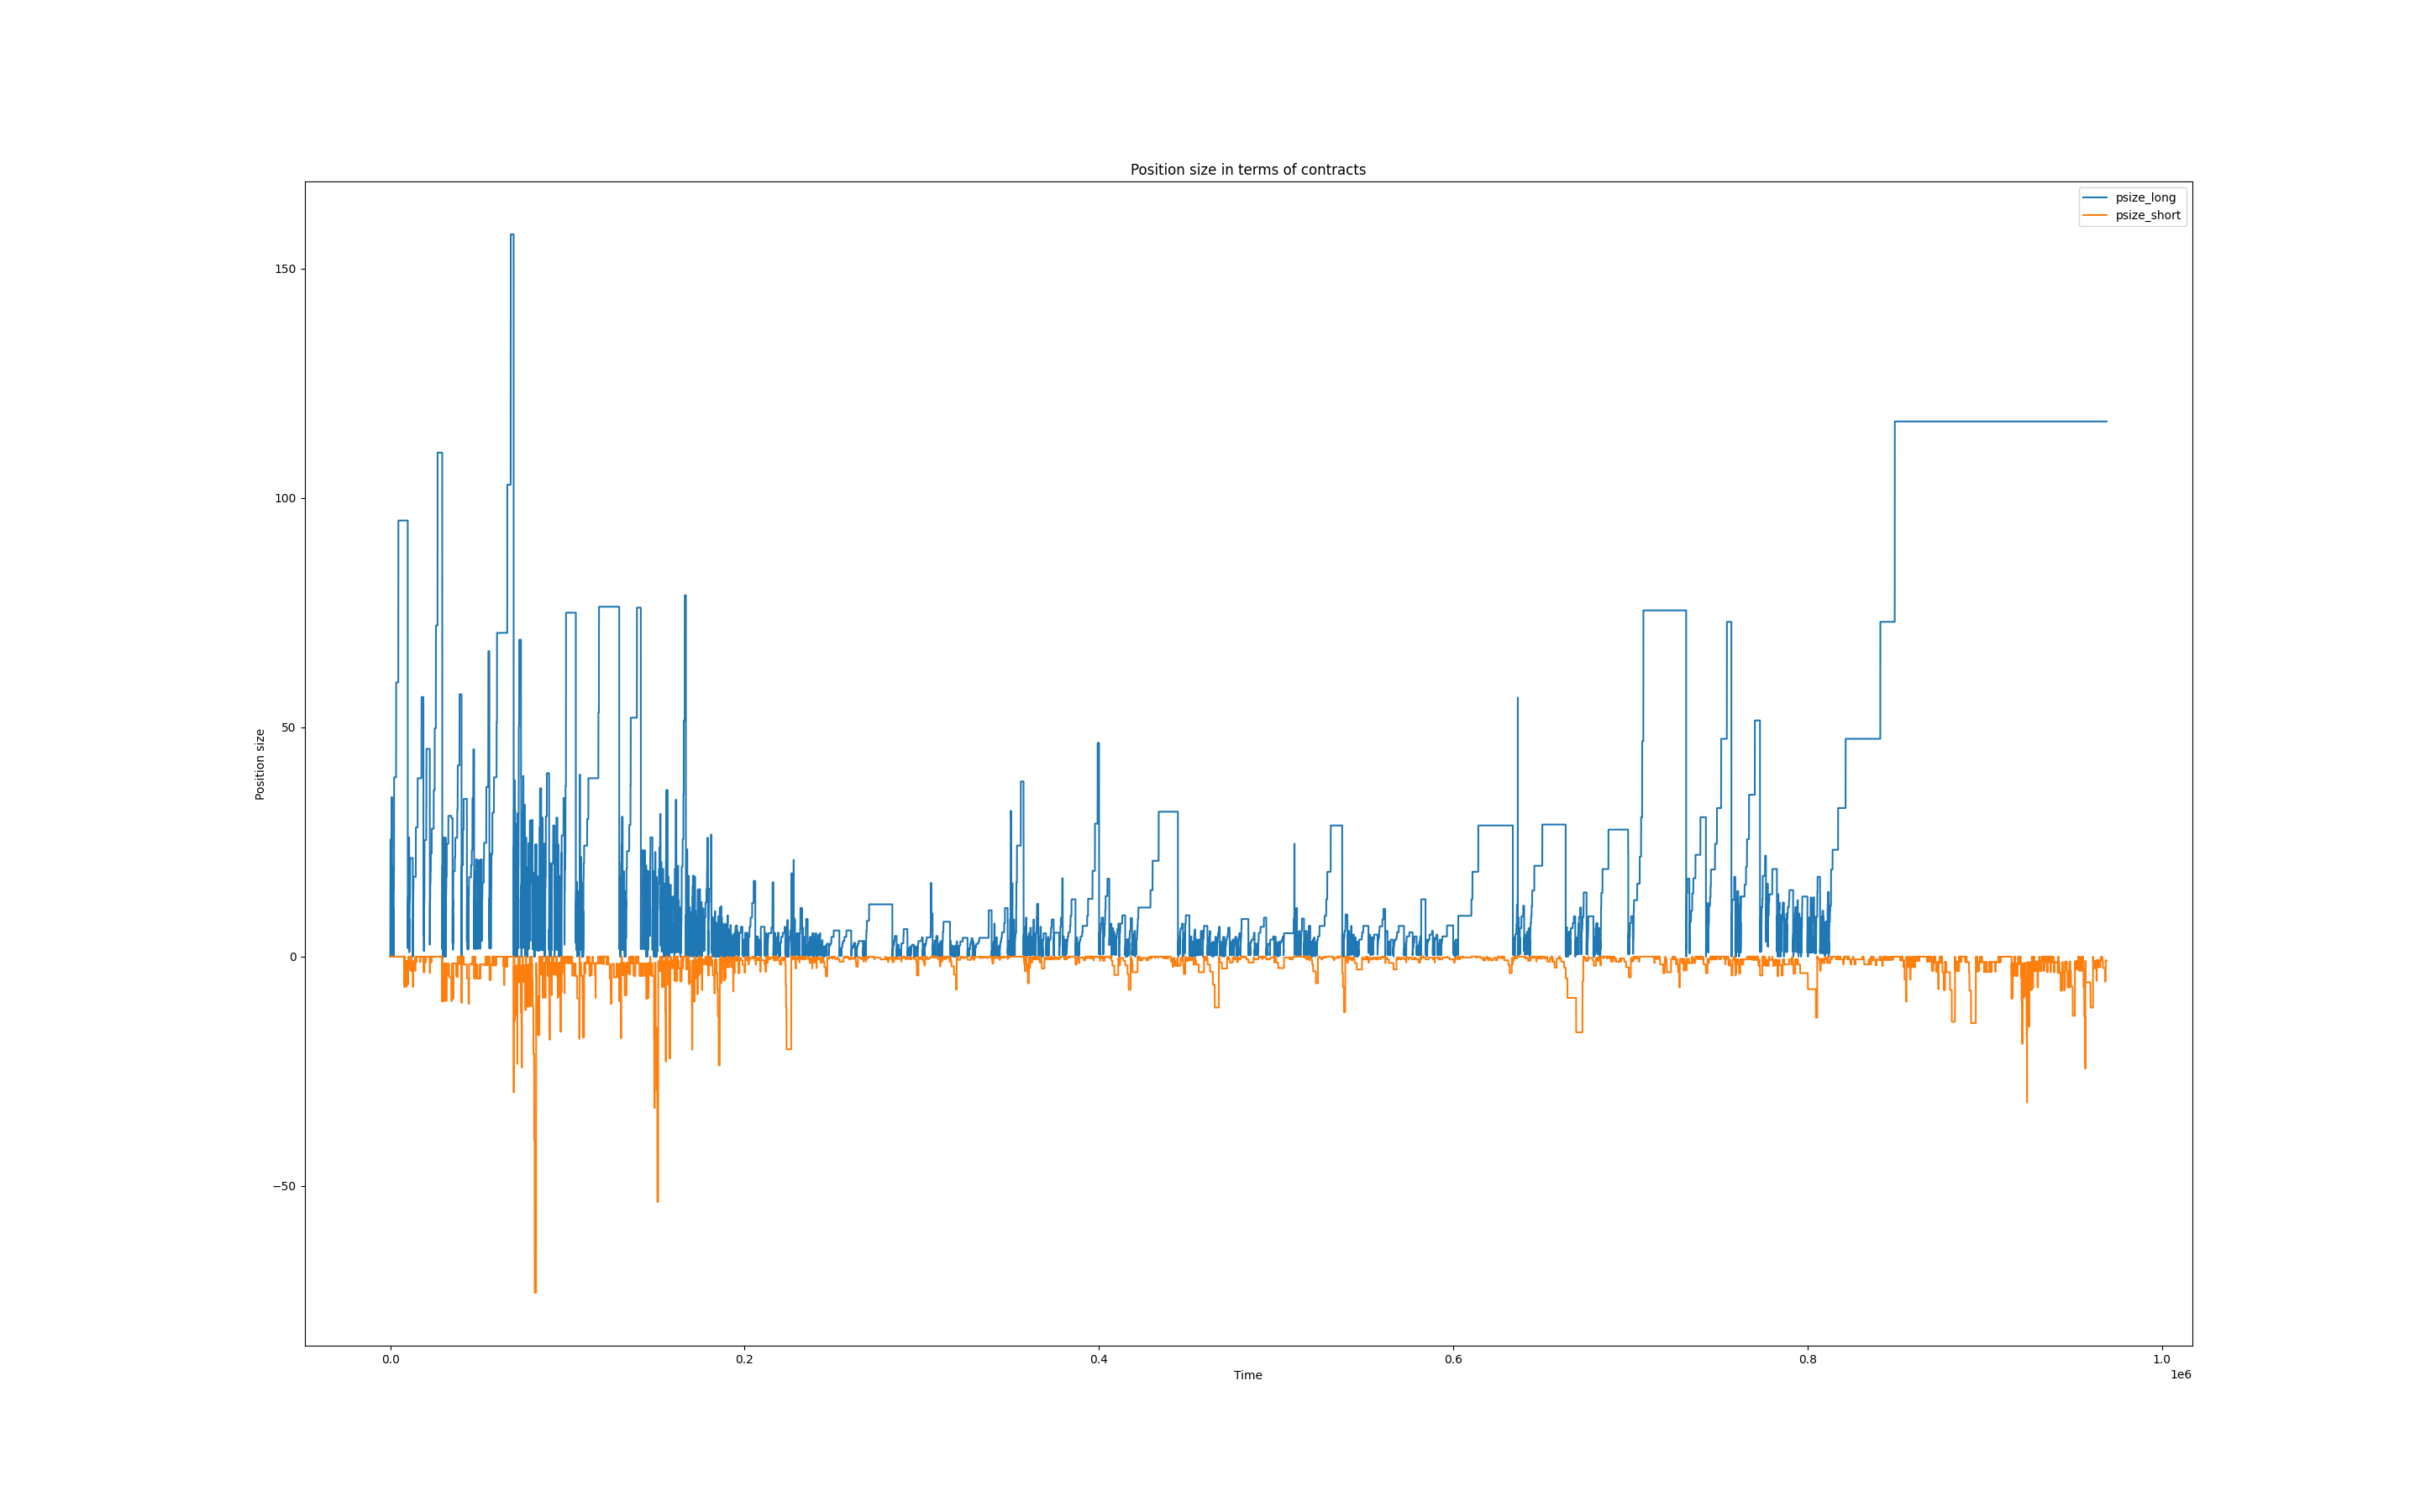 Position size in terms of contracts
psize_long
psize_short
150
100
50
0
−50
Position size
0.0
0.2
0.4
0.6
0.8
1.0
Time
1e6